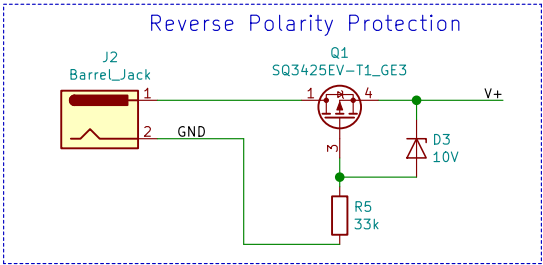 Reverse Polarity Protection
J2
Barrel_Jack
1
2
GND
Q1
SQ3425EV-T1_GE3
1
4
3
V+
D3
10V
R5
33k